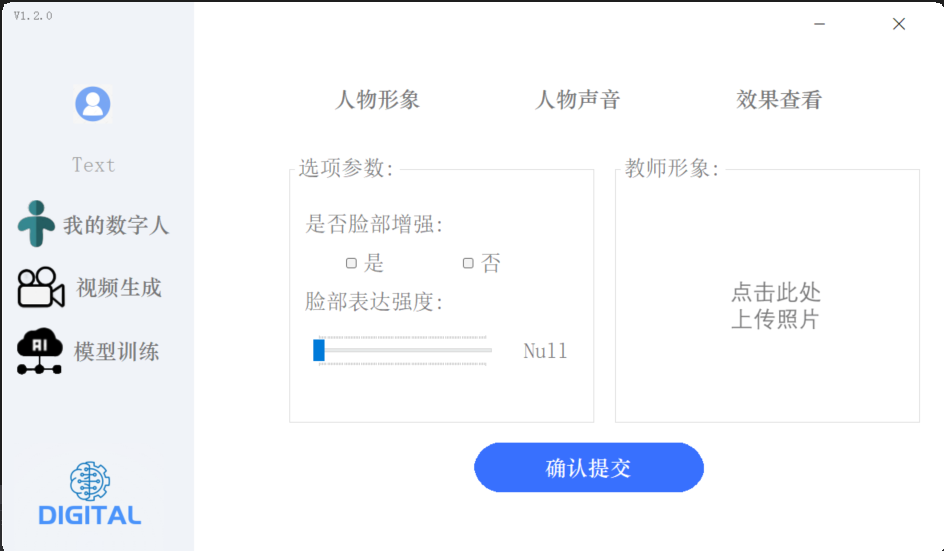 V1.2.0
人物形象
人物声音
效果查看
Text
我的数字人
视频生成
AI
模型训练
DIGITAL
选项参数:
是否脸部增强:
是
否
脸部表达强度:
Null
教师形象:
点击此处
上传照片
确认提交